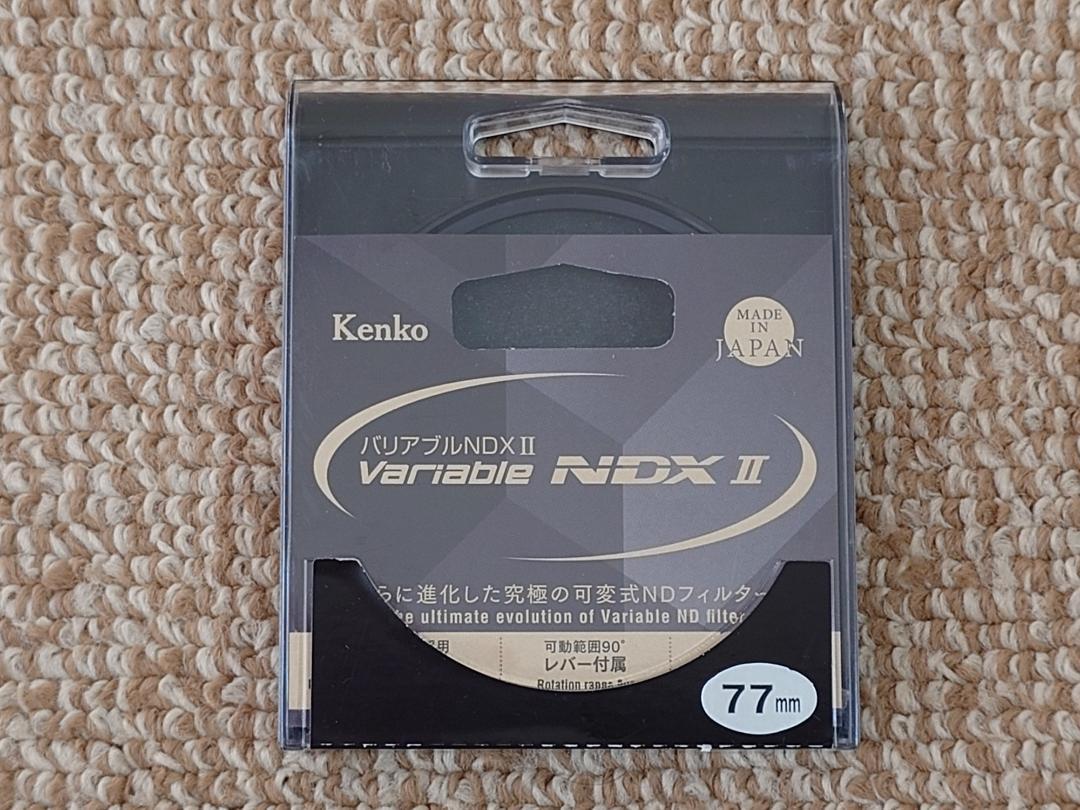 Kenko
MADE
IN
JAPAN
バリアブルNDXⅡ
Variable NDX Ⅱ
らに進化した究極の可変式NDフィルター
ultimate evolution of Variable ND
用
可動範囲90°
レバー付属
Rotation
77mm